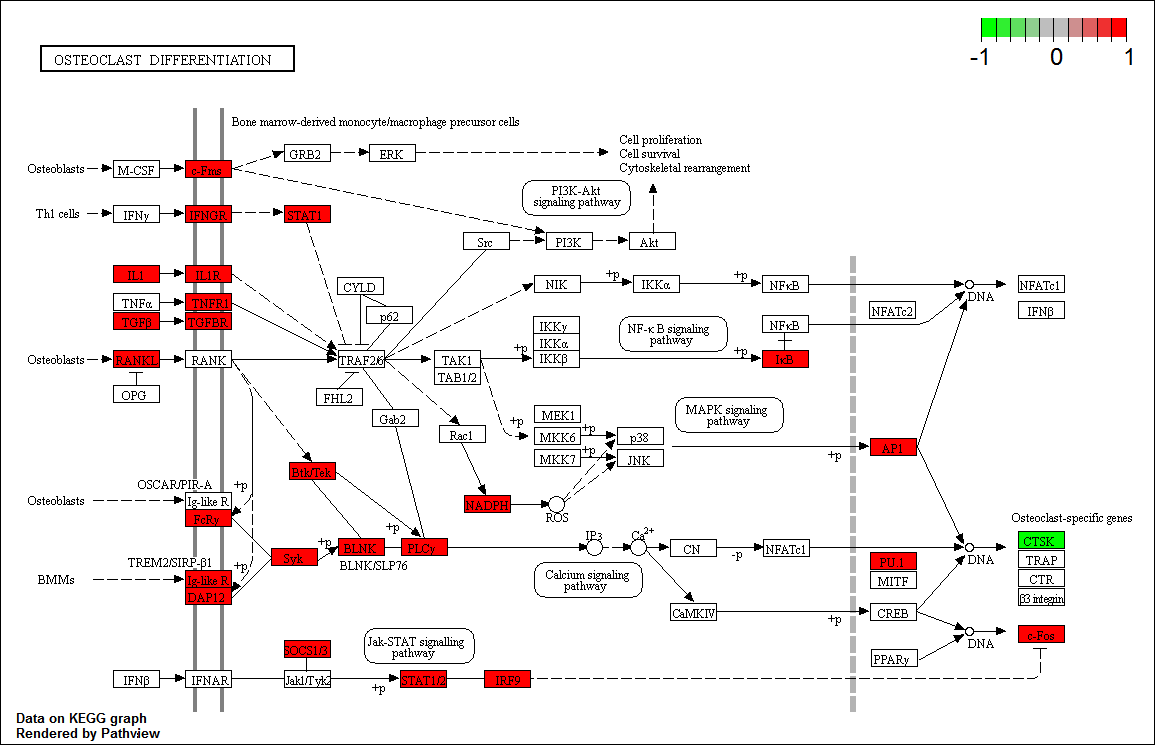 -1 0 1
OSTEOCLAST DIFFERENTIATION
Bone marrow-derived monocyte/macrophage precursor cells
Cell proliferation
Cell survival
Cytoskeletal rearrangement
GRB2
ERK
Osteoblasts
M-CSF
c-Fms
PI3K-Akt
signaling pathway
Th1 cells
IFNγ
IFNGR
STAT1
Src
PI3K
Akt
IL1
IL1R
CYLD
NIK
+p
IKKα
+p
NFκB
DNA
NFATc1
TNFα
TNFR1
p62
NFATc2
IFNβ
TGFβ
TGFBR
IKKγ
IKKα
IKKβ
+p
NF-κ B signaling
pathway
NFκB
+p
IκB
Osteoblasts
RANKL
RANK
TRAF2/6
TAK1
TAB1/2
OPG
FHL2
Gab2
Rac1
+p
MEK1
MKK6
+p
p38
MKK7
+p
JNK
MAPK signaling
pathway
+p
AP1
Btk/Tek
OSCAR/PIR-A
+p
Osteoblasts
Ig-like R
FcRγ
NADPH
ROS
Osteoclast-specific genes
+p
BLNK
+p
PLCγ
BLNK/SLP76
Syk
IP3
Ca2+
CN
-p
NFATc1
DNA
CTSK
TRAP
CTR
β3 integrin
PU.1
MITF
TREM2/SIRP-β1
+p
BMMs
Ig-like R
DAP12
Calcium signaling
pathway
CaMKIV
+p
CREB
DNA
c-Fos
PPARγ
SOCS1/3
Jak-STAT signalling
pathway
IFNβ
IFNAR
Jak1/Tyk2
+p
STAT1/2
IRF9
Data on KEGG graph
Rendered by Pathview